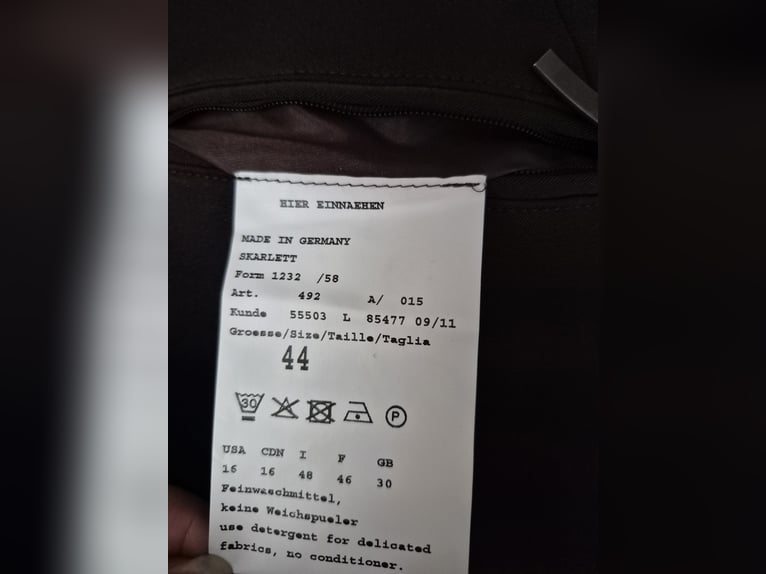 HIER EINNAEHEN
MADE IN GERMANY
SKARLETT
Form 1232 /58
Art. 492 A/ 015
Kunde 55503 L 85477 09/11
Groesse/Size/Taille/Taglia
44
30 P
USA CDN I F GB
16 16 48 46 30
Feinwaschmittel,
keine Weichspueler
use detergent for delicated
fabrics, no conditioner.